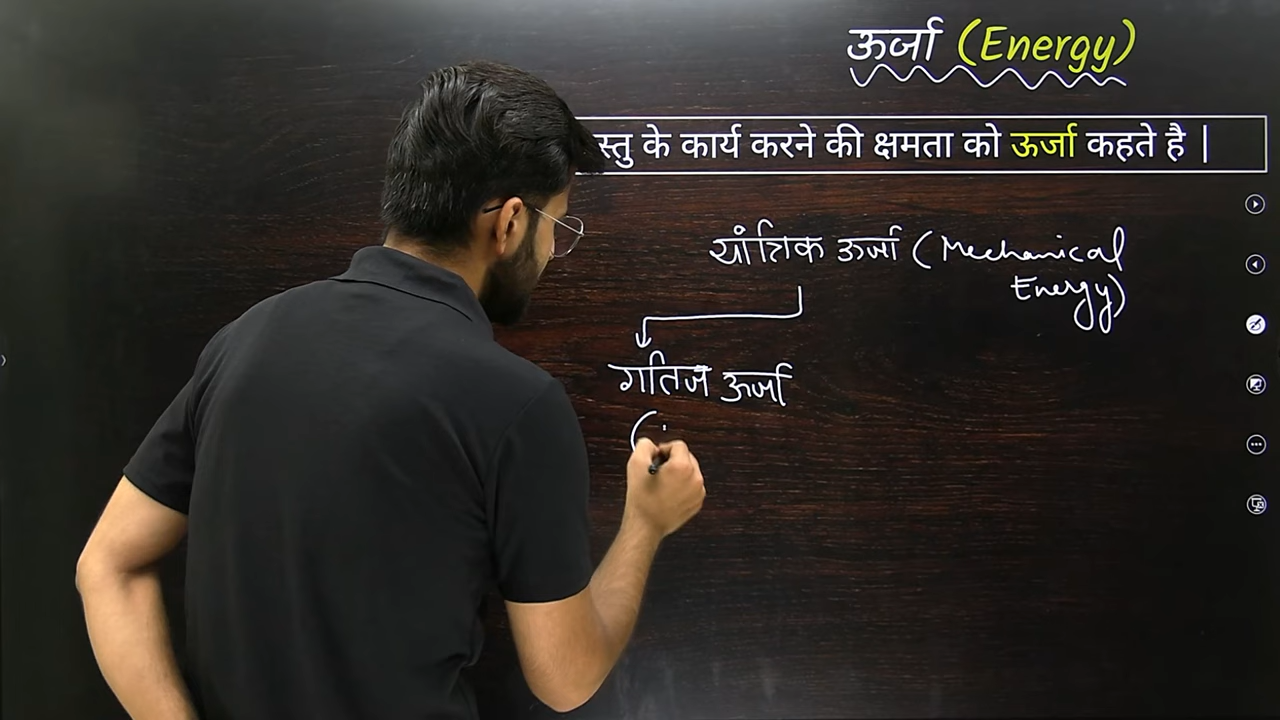 ऊर्जा (Energy)
स्तु के कार्य करने की क्षमता को ऊर्जा कहते है |
यांत्रिक ऊर्जा (Mechanical
Energy)
गतिज ऊर्जा
(